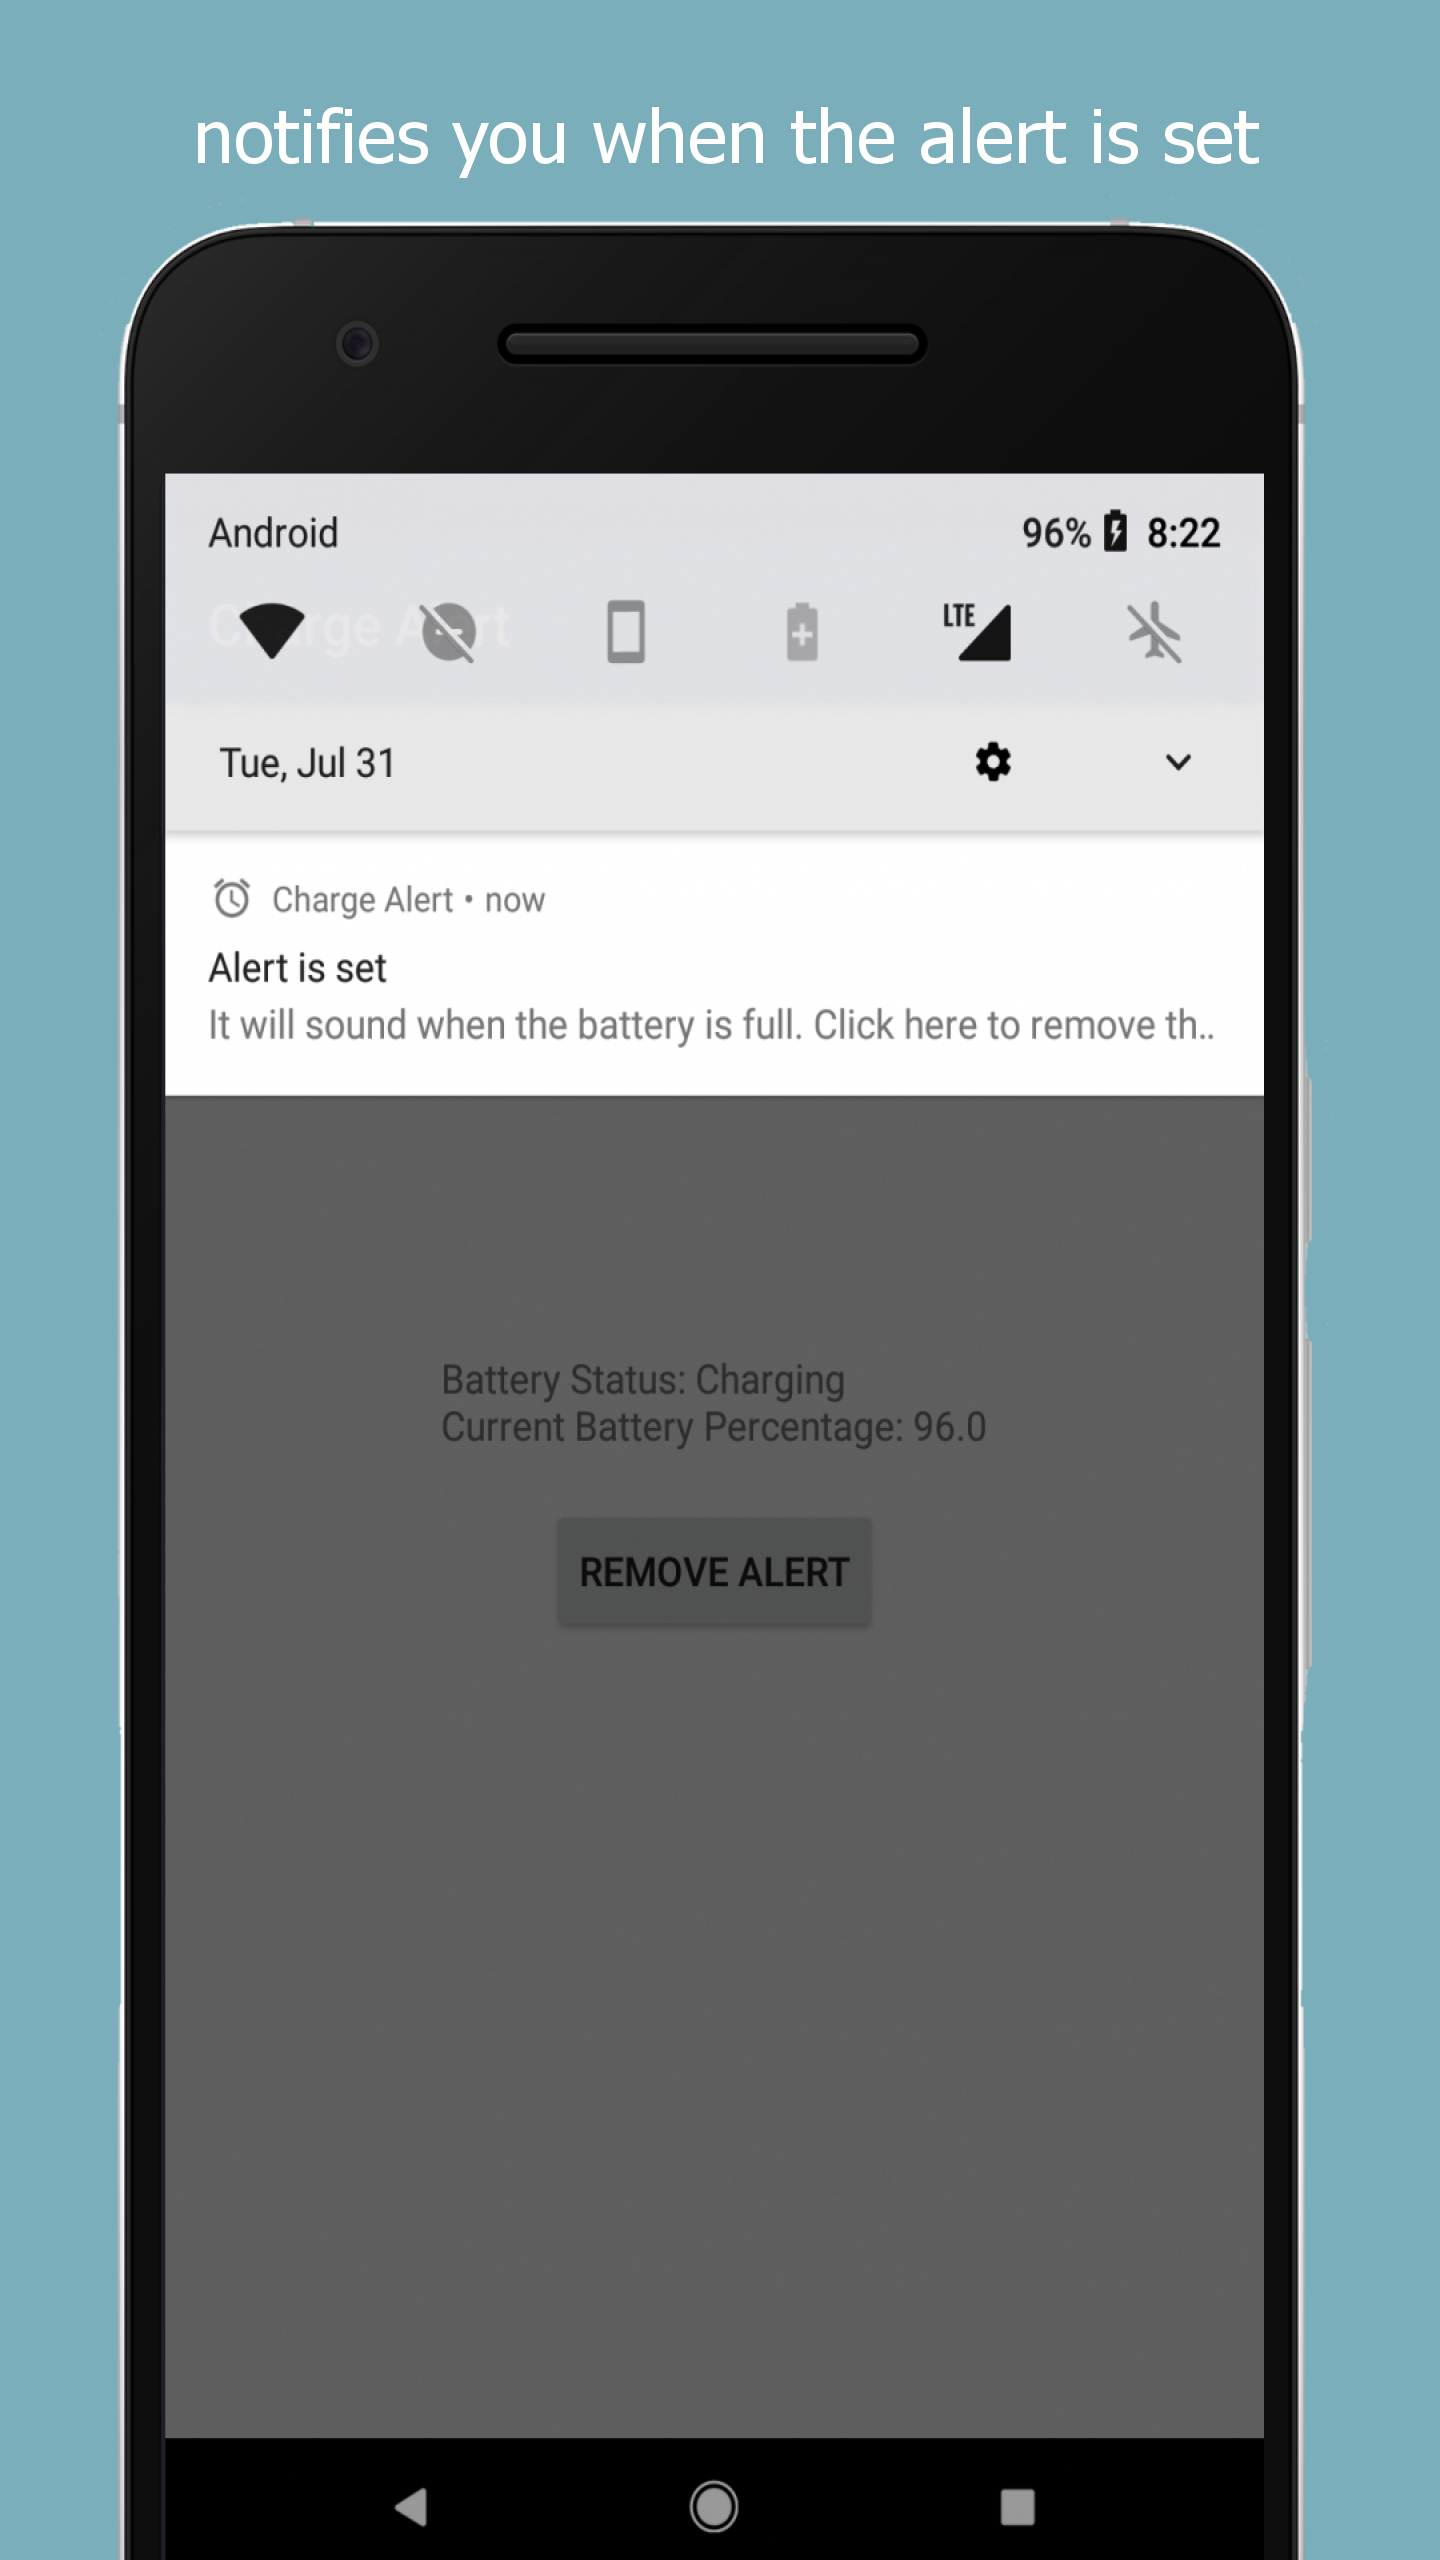 notifies you when the alert is set
Android 96% 8:22
Charge Alert
LTE
Tue, Jul 31
Charge Alert • now
Alert is set
It will sound when the battery is full. Click here to remove th..
Battery Status: Charging
Current Battery Percentage: 96.0
REMOVE ALERT